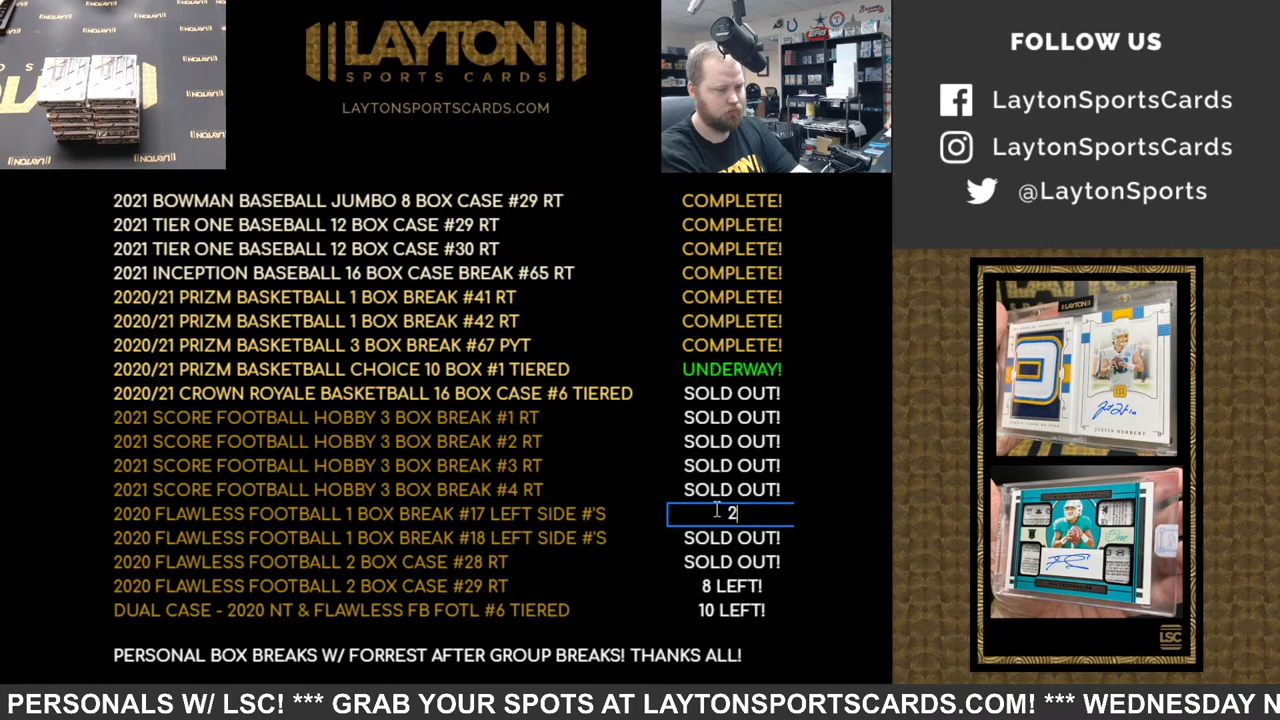 LAYTON
SPORTS CARDS
LAYTONSPORTSCARDS.COM
FOLLOW US
LaytonSportsCards
LaytonSportsCards
@LaytonSports
2021 BOWMAN BASEBALL JUMBO 8 BOX CASE #29 RT COMPLETE!
2021 TIER ONE BASEBALL 12 BOX CASE #29 RT COMPLETE!
2021 TIER ONE BASEBALL 12 BOX CASE #30 RT COMPLETE!
2021 INCEPTION BASEBALL 16 BOX CASE BREAK #65 RT COMPLETE!
2020/21 PRIZM BASKETBALL 1 BOX BREAK #41 RT COMPLETE!
2020/21 PRIZM BASKETBALL 1 BOX BREAK #42 RT COMPLETE!
2020/21 PRIZM BASKETBALL 3 BOX BREAK #67 PYT COMPLETE!
2020/21 PRIZM BASKETBALL CHOICE 10 BOX #1 TIERED UNDERWAY!
2020/21 CROWN ROYALE BASKETBALL 16 BOX CASE #6 TIERED SOLD OUT!
2021 SCORE FOOTBALL HOBBY 3 BOX BREAK #1 RT SOLD OUT!
2021 SCORE FOOTBALL HOBBY 3 BOX BREAK #2 RT SOLD OUT!
2021 SCORE FOOTBALL HOBBY 3 BOX BREAK #3 RT SOLD OUT!
2021 SCORE FOOTBALL HOBBY 3 BOX BREAK #4 RT SOLD OUT!
2020 FLAWLESS FOOTBALL 1 BOX BREAK #17 LEFT SIDE #'S 2
2020 FLAWLESS FOOTBALL 1 BOX BREAK #18 LEFT SIDE #'S SOLD OUT!
2020 FLAWLESS FOOTBALL 2 BOX CASE #28 RT SOLD OUT!
2020 FLAWLESS FOOTBALL 2 BOX CASE #29 RT 8 LEFT!
DUAL CASE - 2020 NT & FLAWLESS FB FOTL #6 TIERED 10 LEFT!
PERSONAL BOX BREAKS W/ FORREST AFTER GROUP BREAKS! THANKS ALL!
LAYTON
JUSTIN HERBERT
LSC
PERSONALS W/ LSC! *** GRAB YOUR SPOTS AT LAYTONSPORTSCARDS.COM! *** WEDNESDAY N